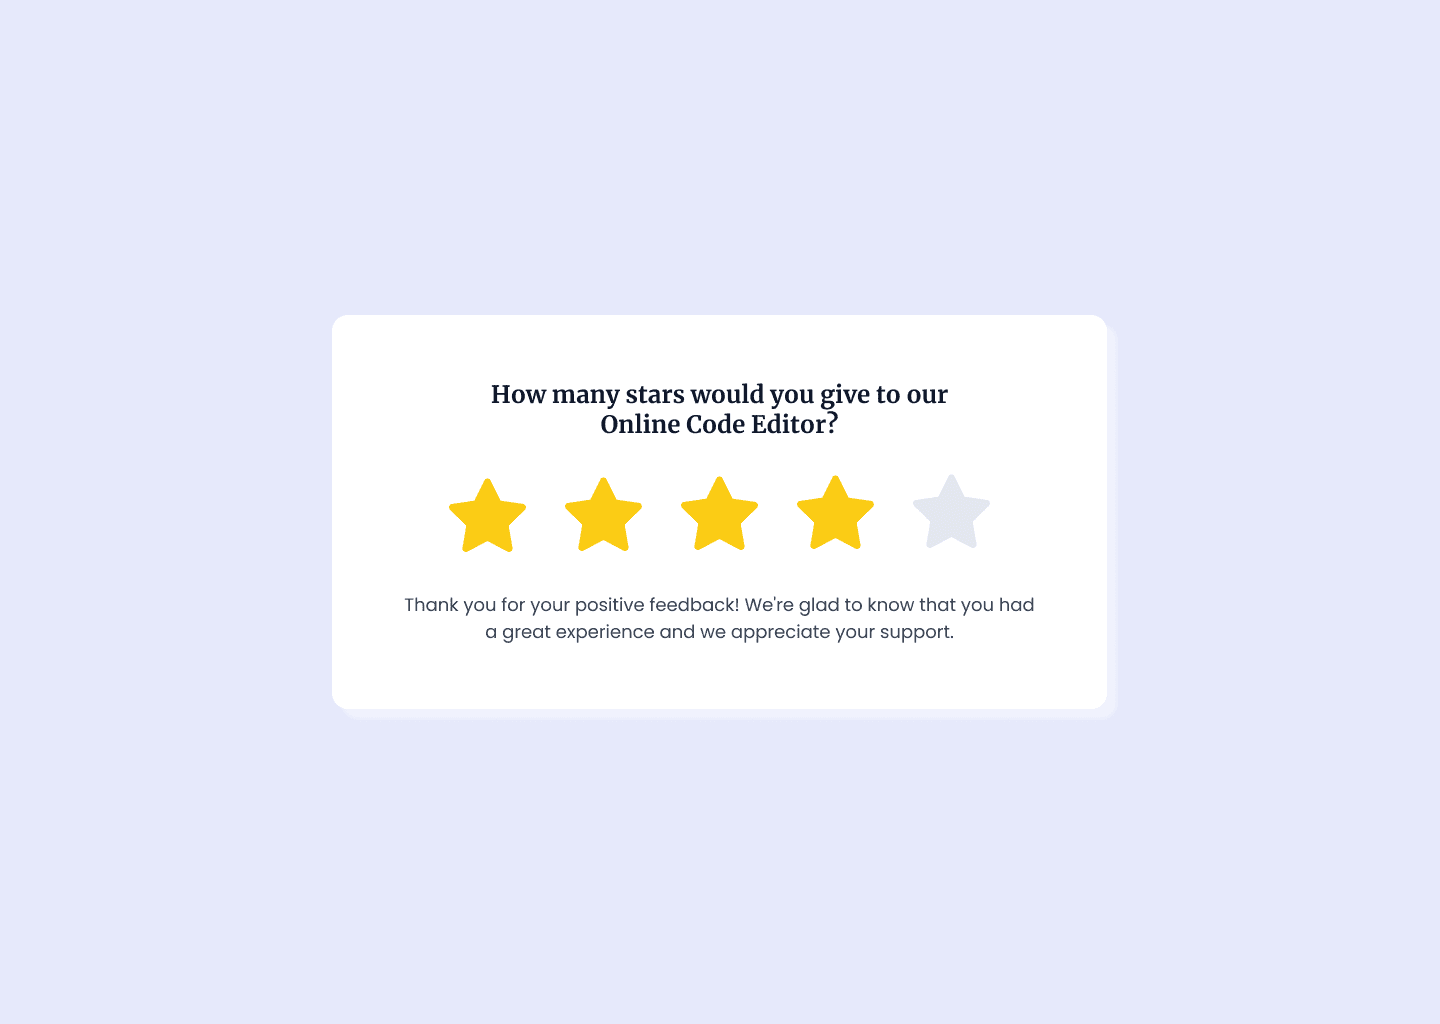 How many stars would you give to our
Online Code Editor?
Thank you for your positive feedback! We're glad to know that you had
a great experience and we appreciate your support.